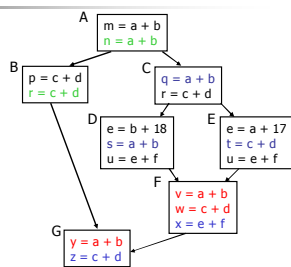 A
m = a + b
n = a + b
B
p = c + d
r = c + d
C
q = a + b
r = c + d
D
e = b + 18
s = a + b
u = e + f
E
e = a + 17
t = c + d
u = e + f
F
v = a + b
w = c + d
x = e + f
G
y = a + b
z = c + d